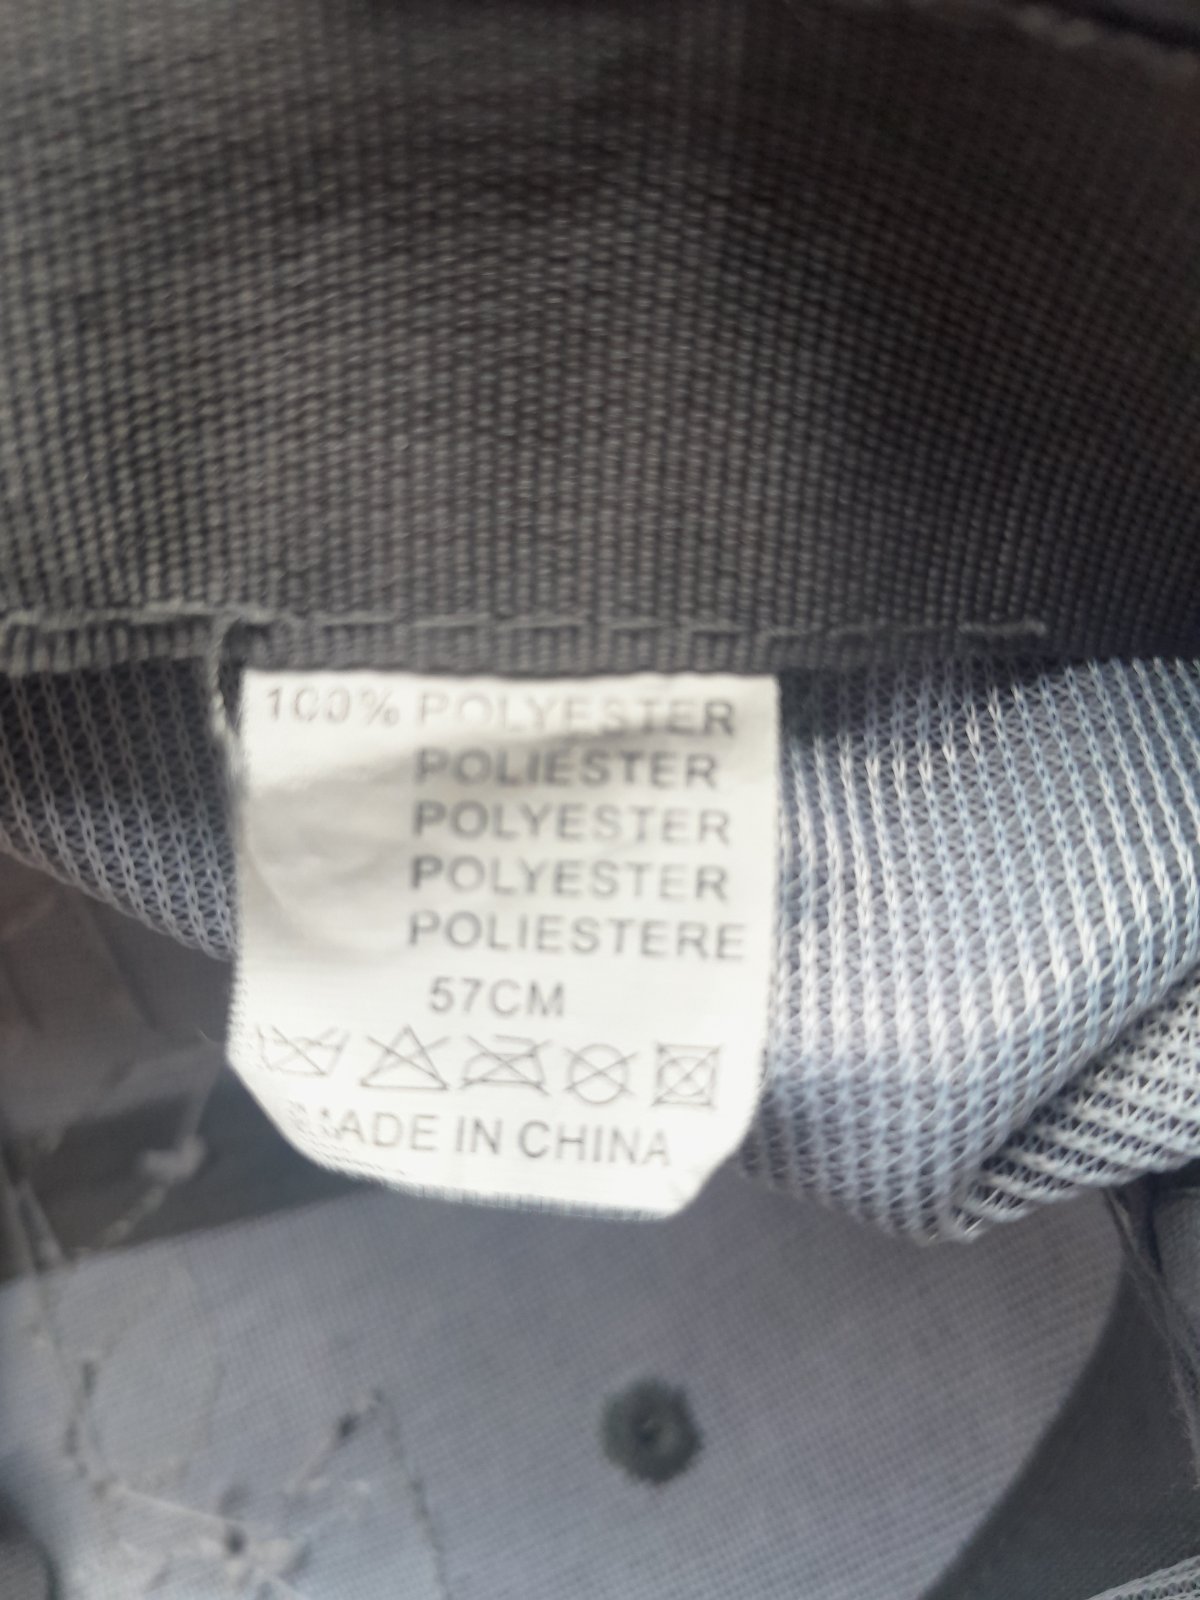 100% POLYESTER
POLIESTER
POLYESTER
POLYESTER
POLIESTERE
57CM
MADE IN CHINA